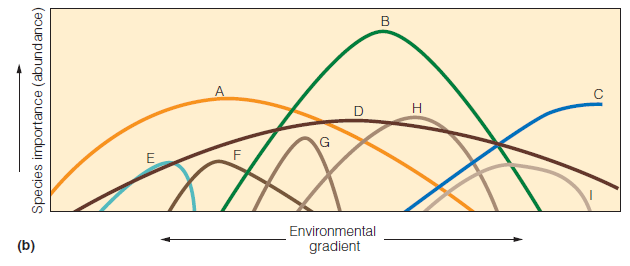 Species importance (abundance)
B
A
C
D
H
G
E
F
I
Environmental
gradient
(b)